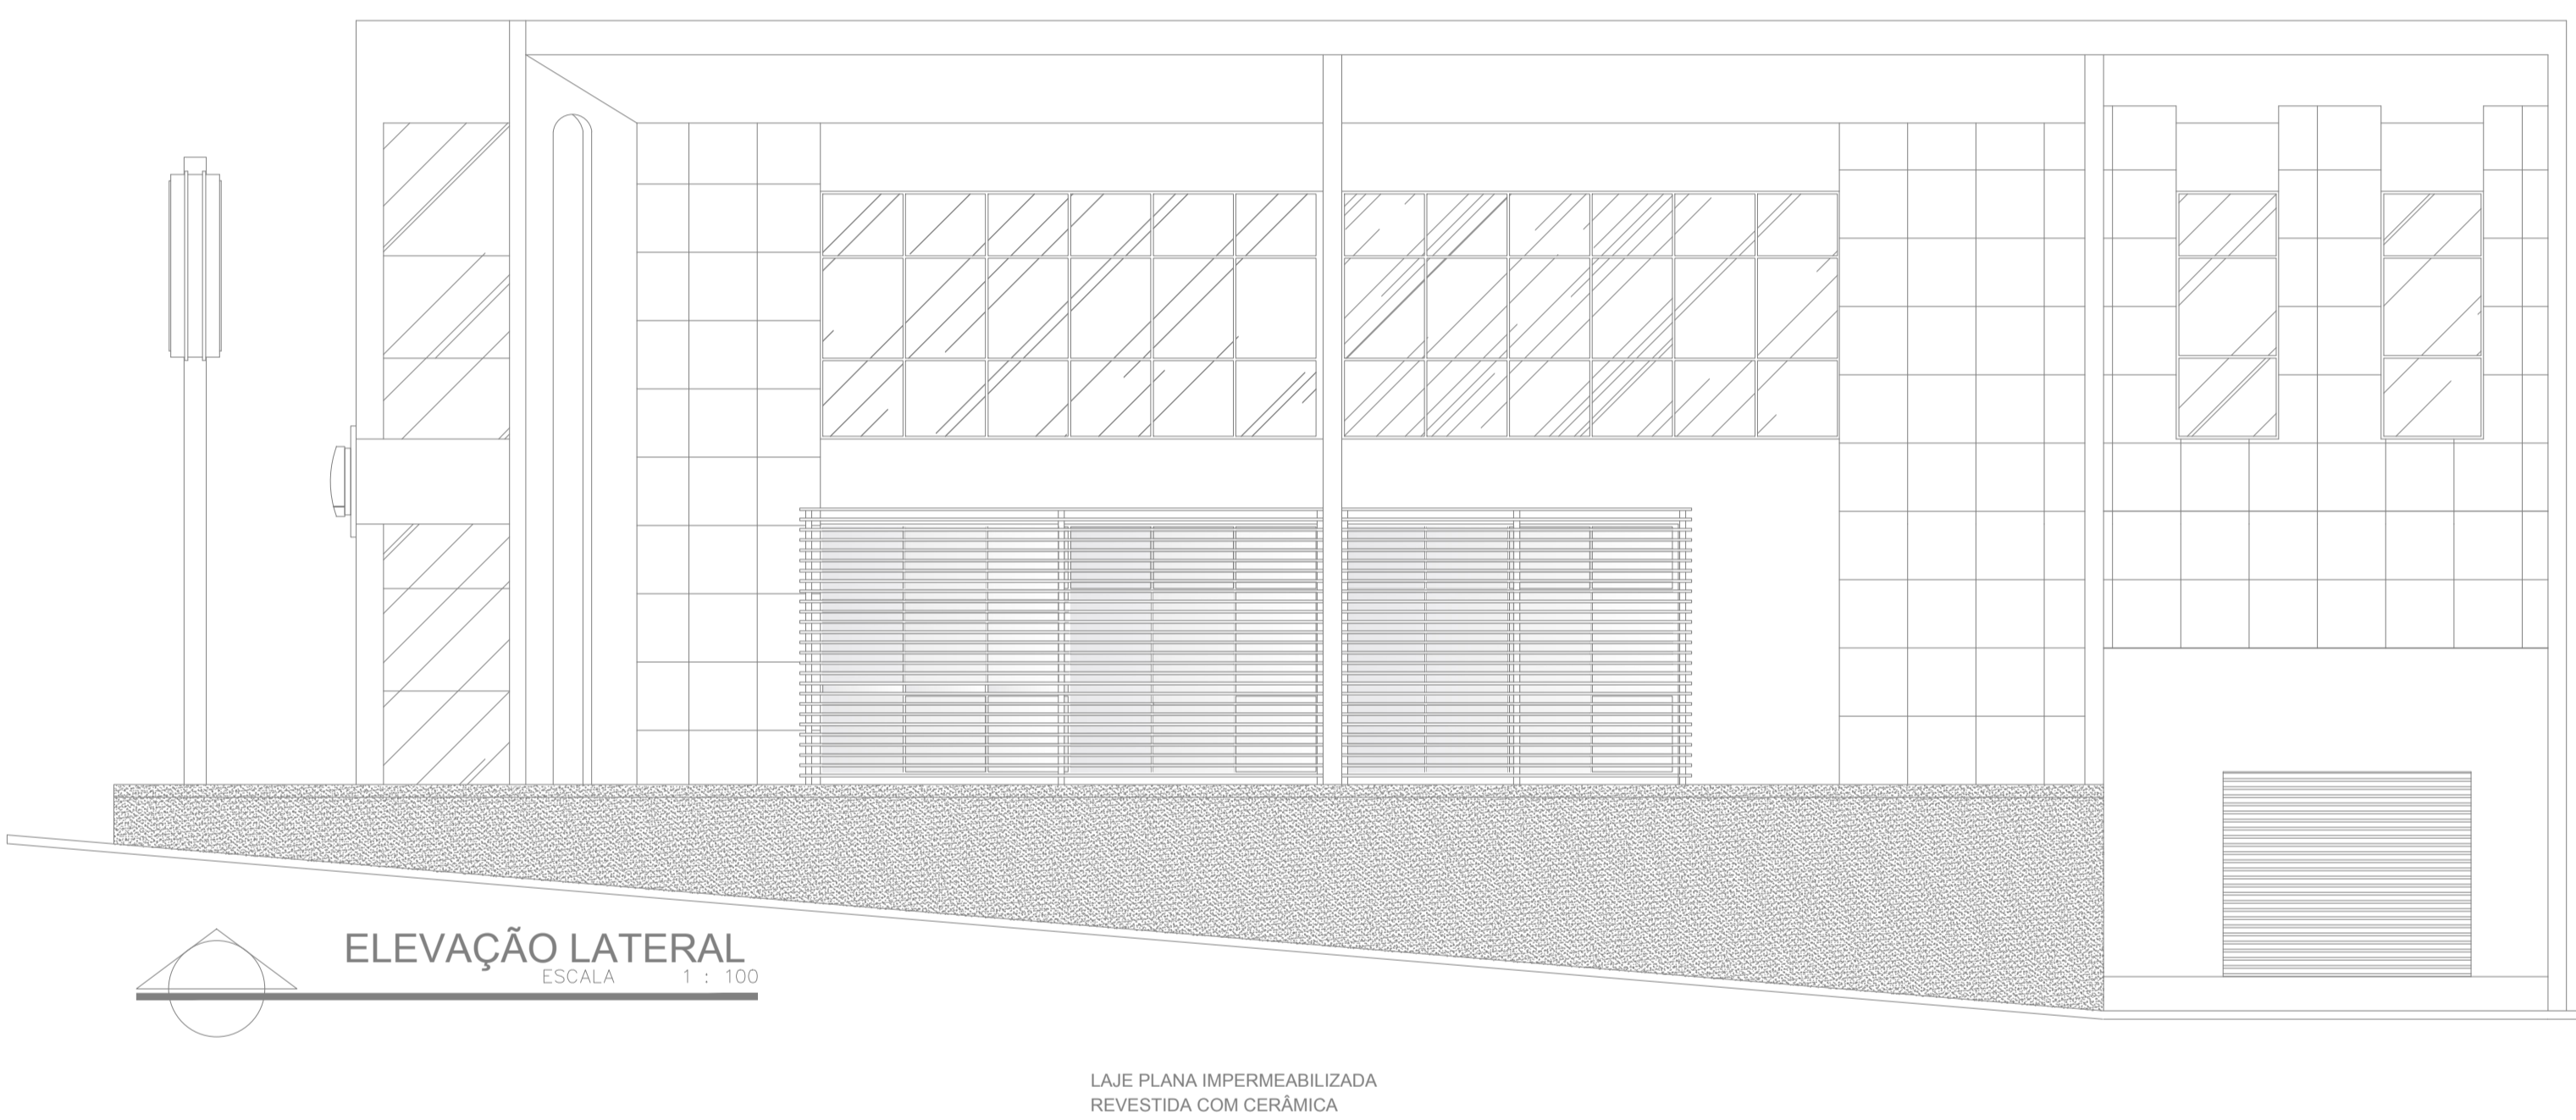 ELEVAÇÃO LATERAL
ESCALA 1 : 100
LAJE PLANA IMPERMEABILIZADA
REVESTIDA COM CERÂMICA